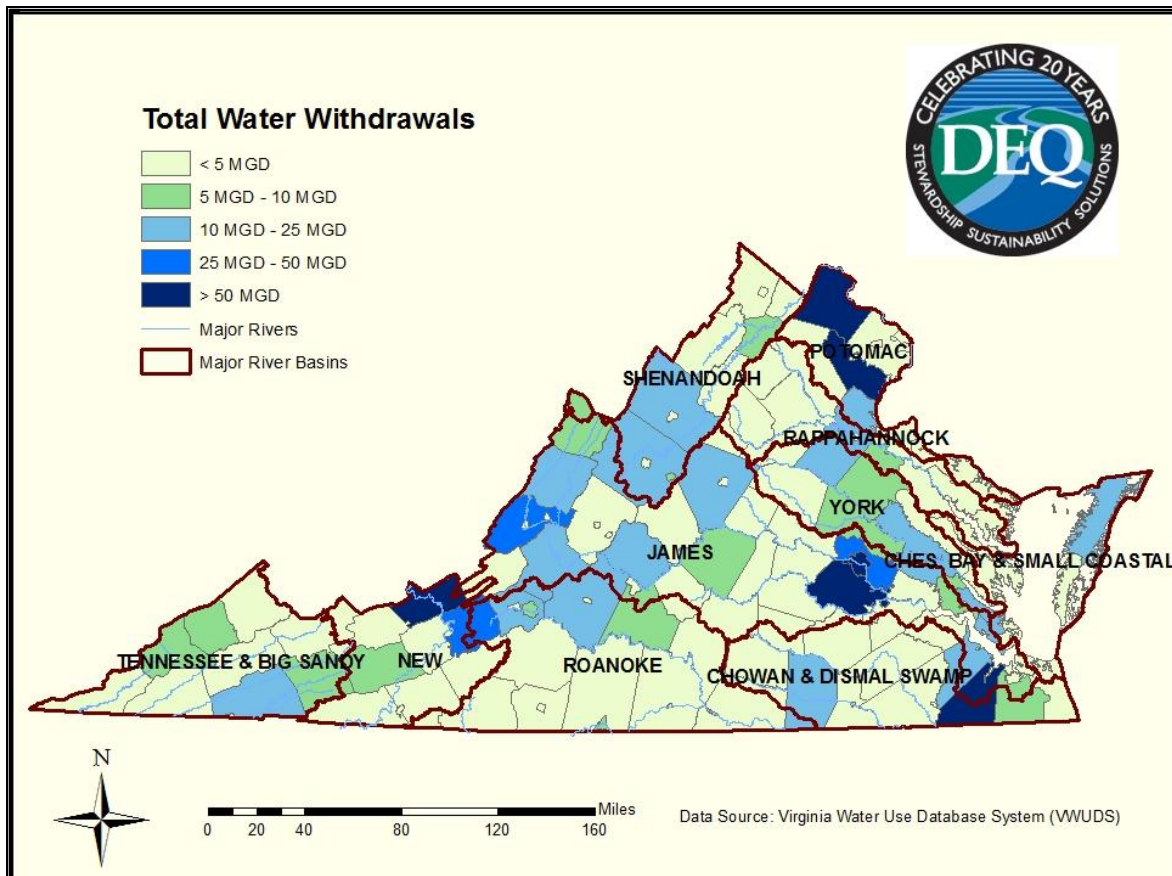 CELEBRATING 20 YEARS
DEQ
STEWARDSHIP SUSTAINABILITY SOLUTIONS
Total Water Withdrawals
< 5 MGD
5 MGD - 10 MGD
10 MGD - 25 MGD
25 MGD - 50 MGD
> 50 MGD
Major Rivers
Major River Basins
POTOMAC
SHENANDOAH
RAPPAHANNOCK
YORK
JAMES
CHES. BAY & SMALL COASTAL
TENNESSEE & BIG SANDY
NEW
ROANOKE
CHOWAN & DISMAL SWAMP
N
Miles
0 20 40 80 120 160
Data Source: Virginia Water Use Database System (VWUDS)